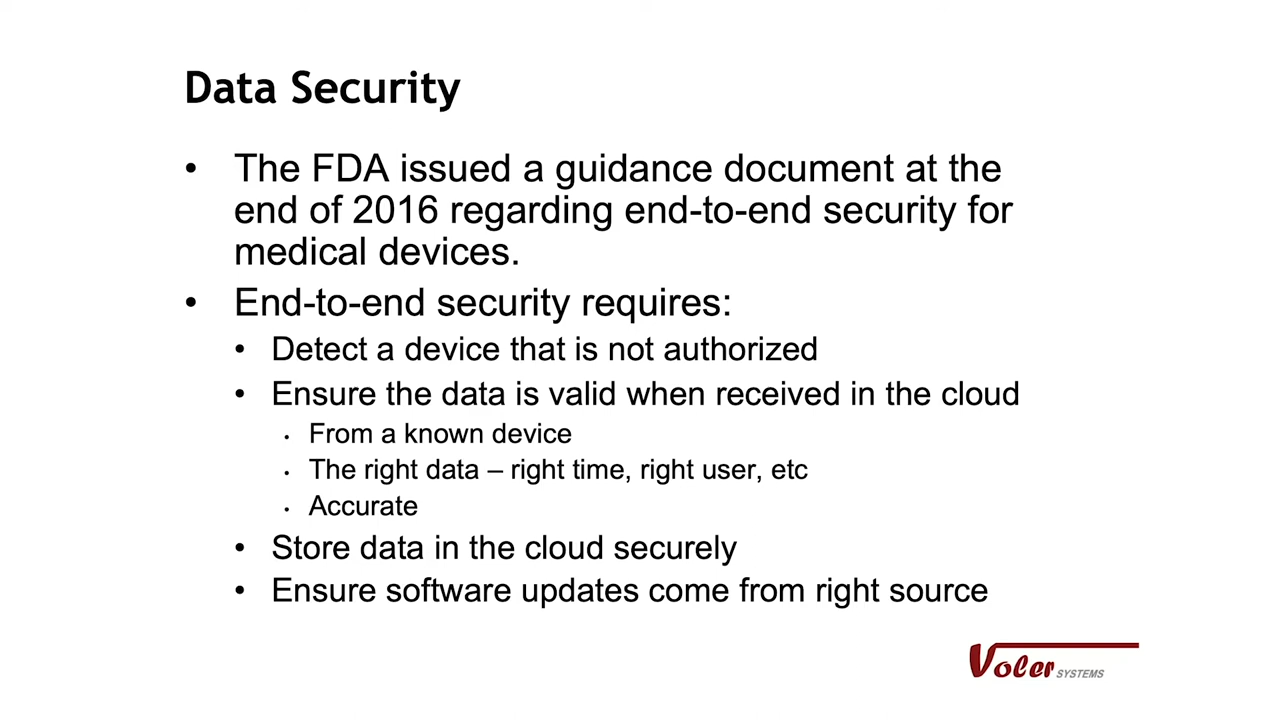 Data Security
• The FDA issued a guidance document at the
end of 2016 regarding end-to-end security for
medical devices.
• End-to-end security requires:
• Detect a device that is not authorized
• Ensure the data is valid when received in the cloud
• From a known device
• The right data – right time, right user, etc
• Accurate
• Store data in the cloud securely
• Ensure software updates come from right source
Voler SYSTEMS